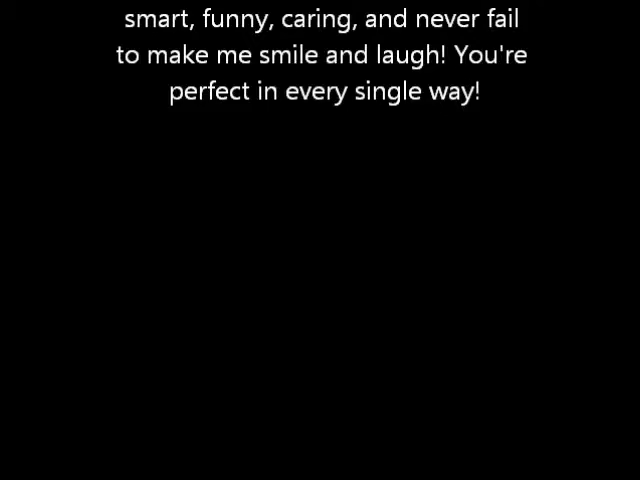 smart, funny, caring, and never fail
to make me smile and laugh! You're
perfect in every single way!